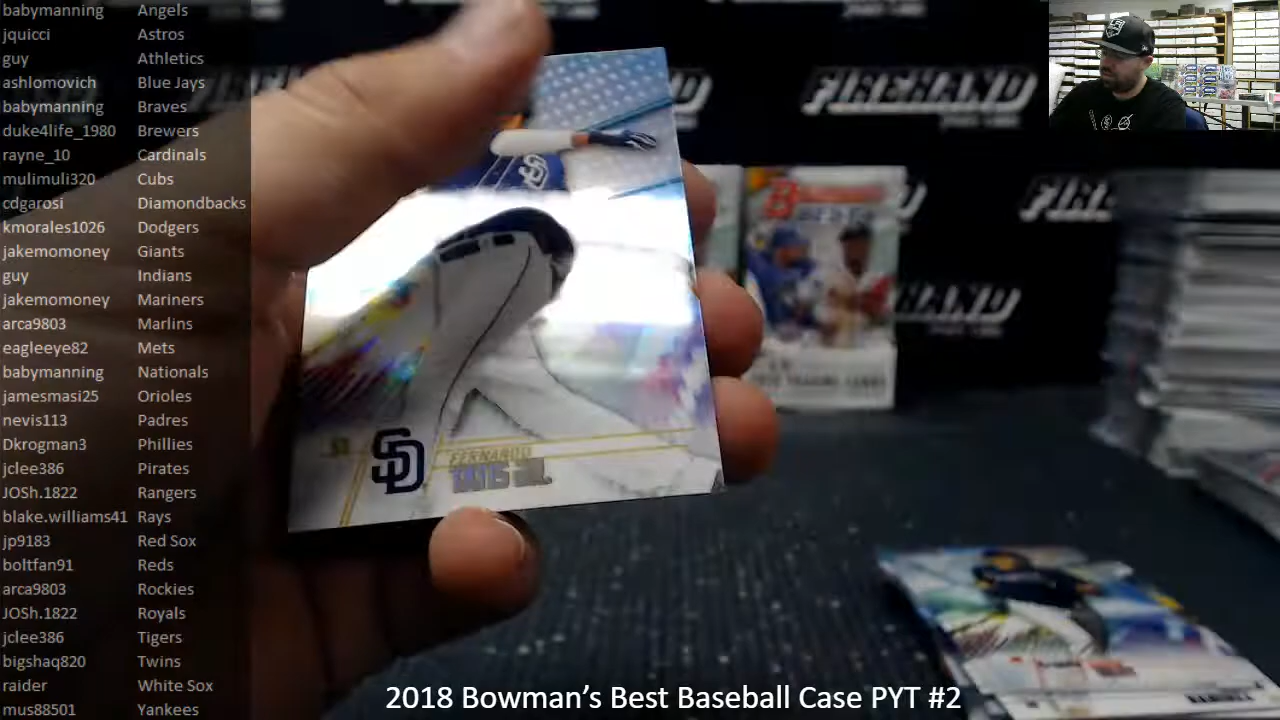 babymanning Angels
jquicci Astros
guy Athletics
ashlomovich Blue Jays
babymanning Braves
duke4life_1980 Brewers
rayne_10 Cardinals
mulimuli320 Cubs
cdgarosi Diamondbacks
kmorales1026 Dodgers
jakemomoney Giants
guy Indians
jakemomoney Mariners
arca9803 Marlins
eagleeye82 Mets
babymanning Nationals
jamesmasi25 Orioles
nevis113 Padres
Dkrogman3 Phillies
jclee386 Pirates
JOSh.1822 Rangers
blake.williams41 Rays
jp9183 Red Sox
boltfan91 Reds
arca9803 Rockies
JOSh.1822 Royals
jclee386 Tigers
bigshaq820 Twins
raider White Sox
mus88501 Yankees
FIREHAND
SD
SD
FERNANDO
TATIS JR.
2018 Bowman's Best Baseball Case PYT #2